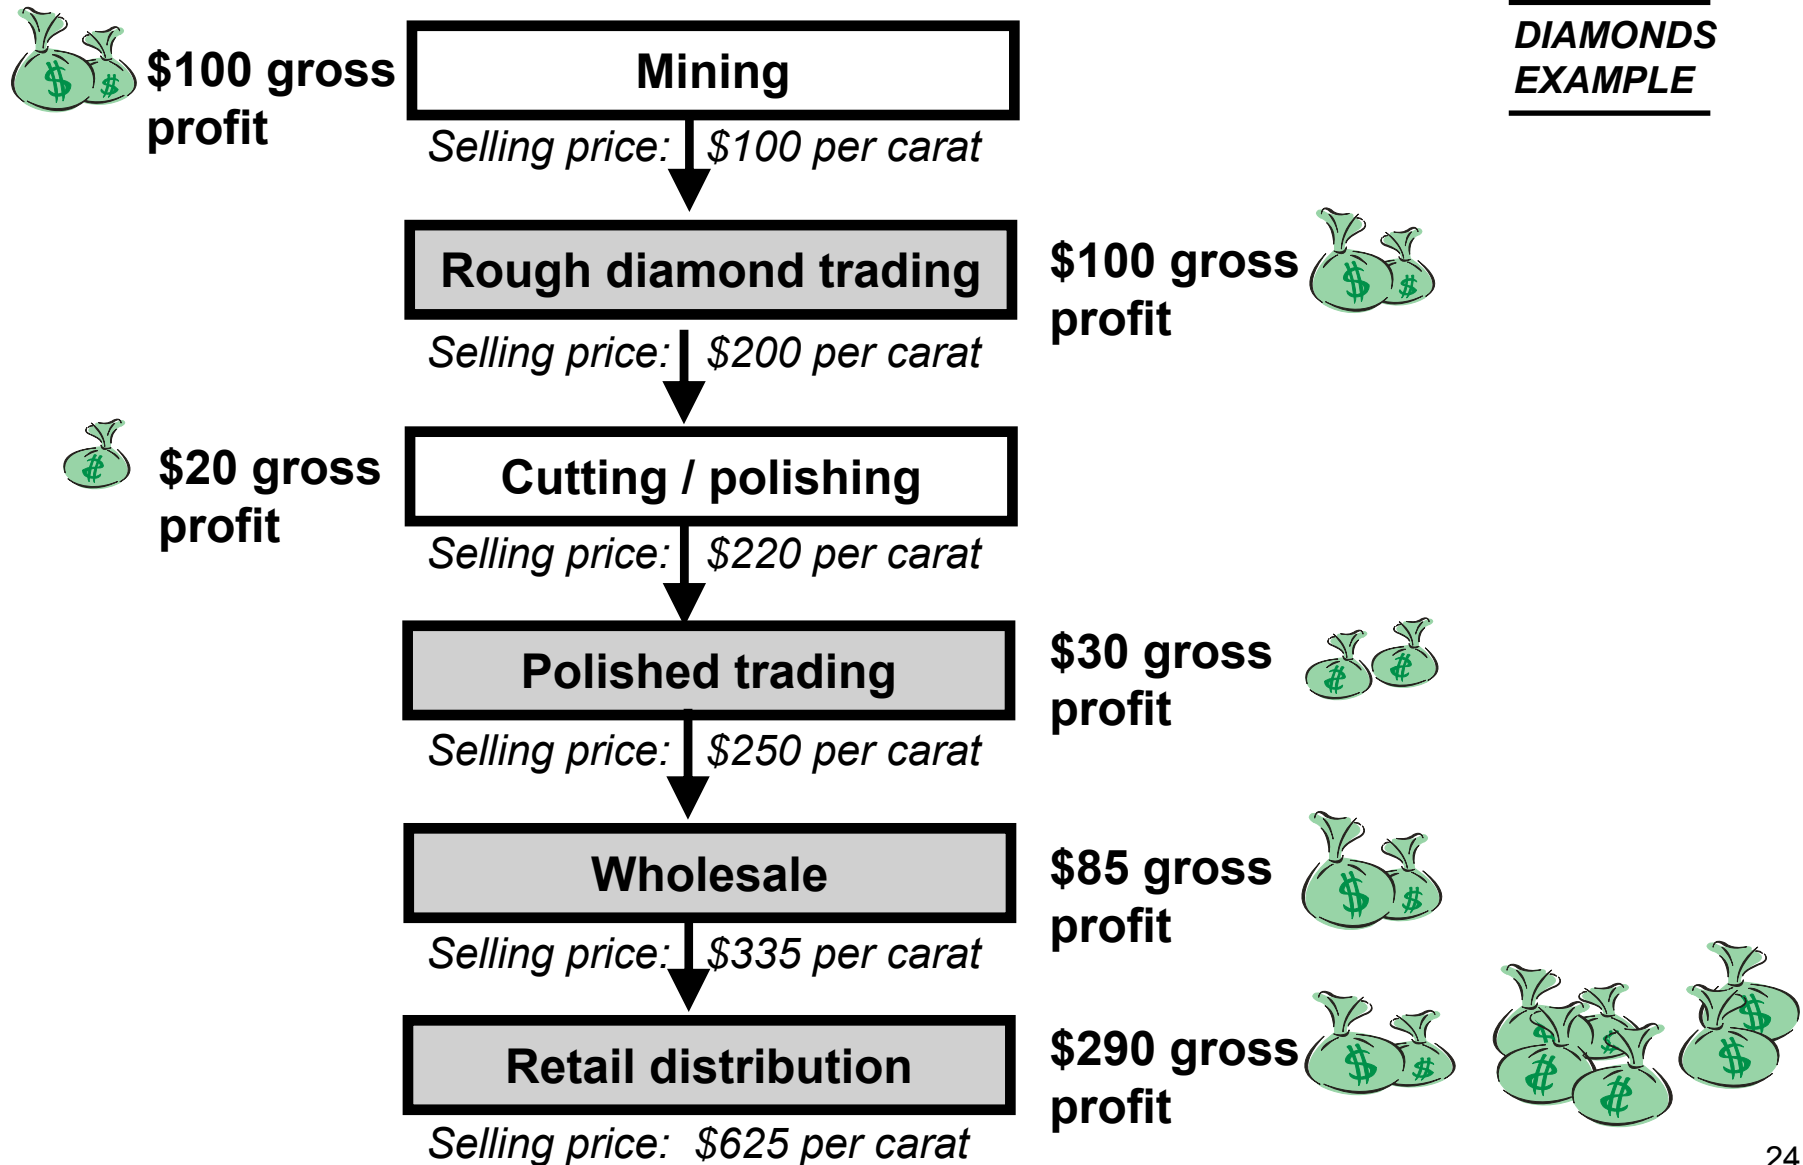 DIAMONDS
EXAMPLE
$100 gross
profit
Mining
Selling price: $100 per carat
Rough diamond trading
$100 gross
profit
Selling price: $200 per carat
$20 gross
profit
Cutting / polishing
Selling price: $220 per carat
Polished trading
$30 gross
profit
Selling price: $250 per carat
Wholesale
$85 gross
profit
Selling price: $335 per carat
Retail distribution
$290 gross
profit
Selling price: $625 per carat
24